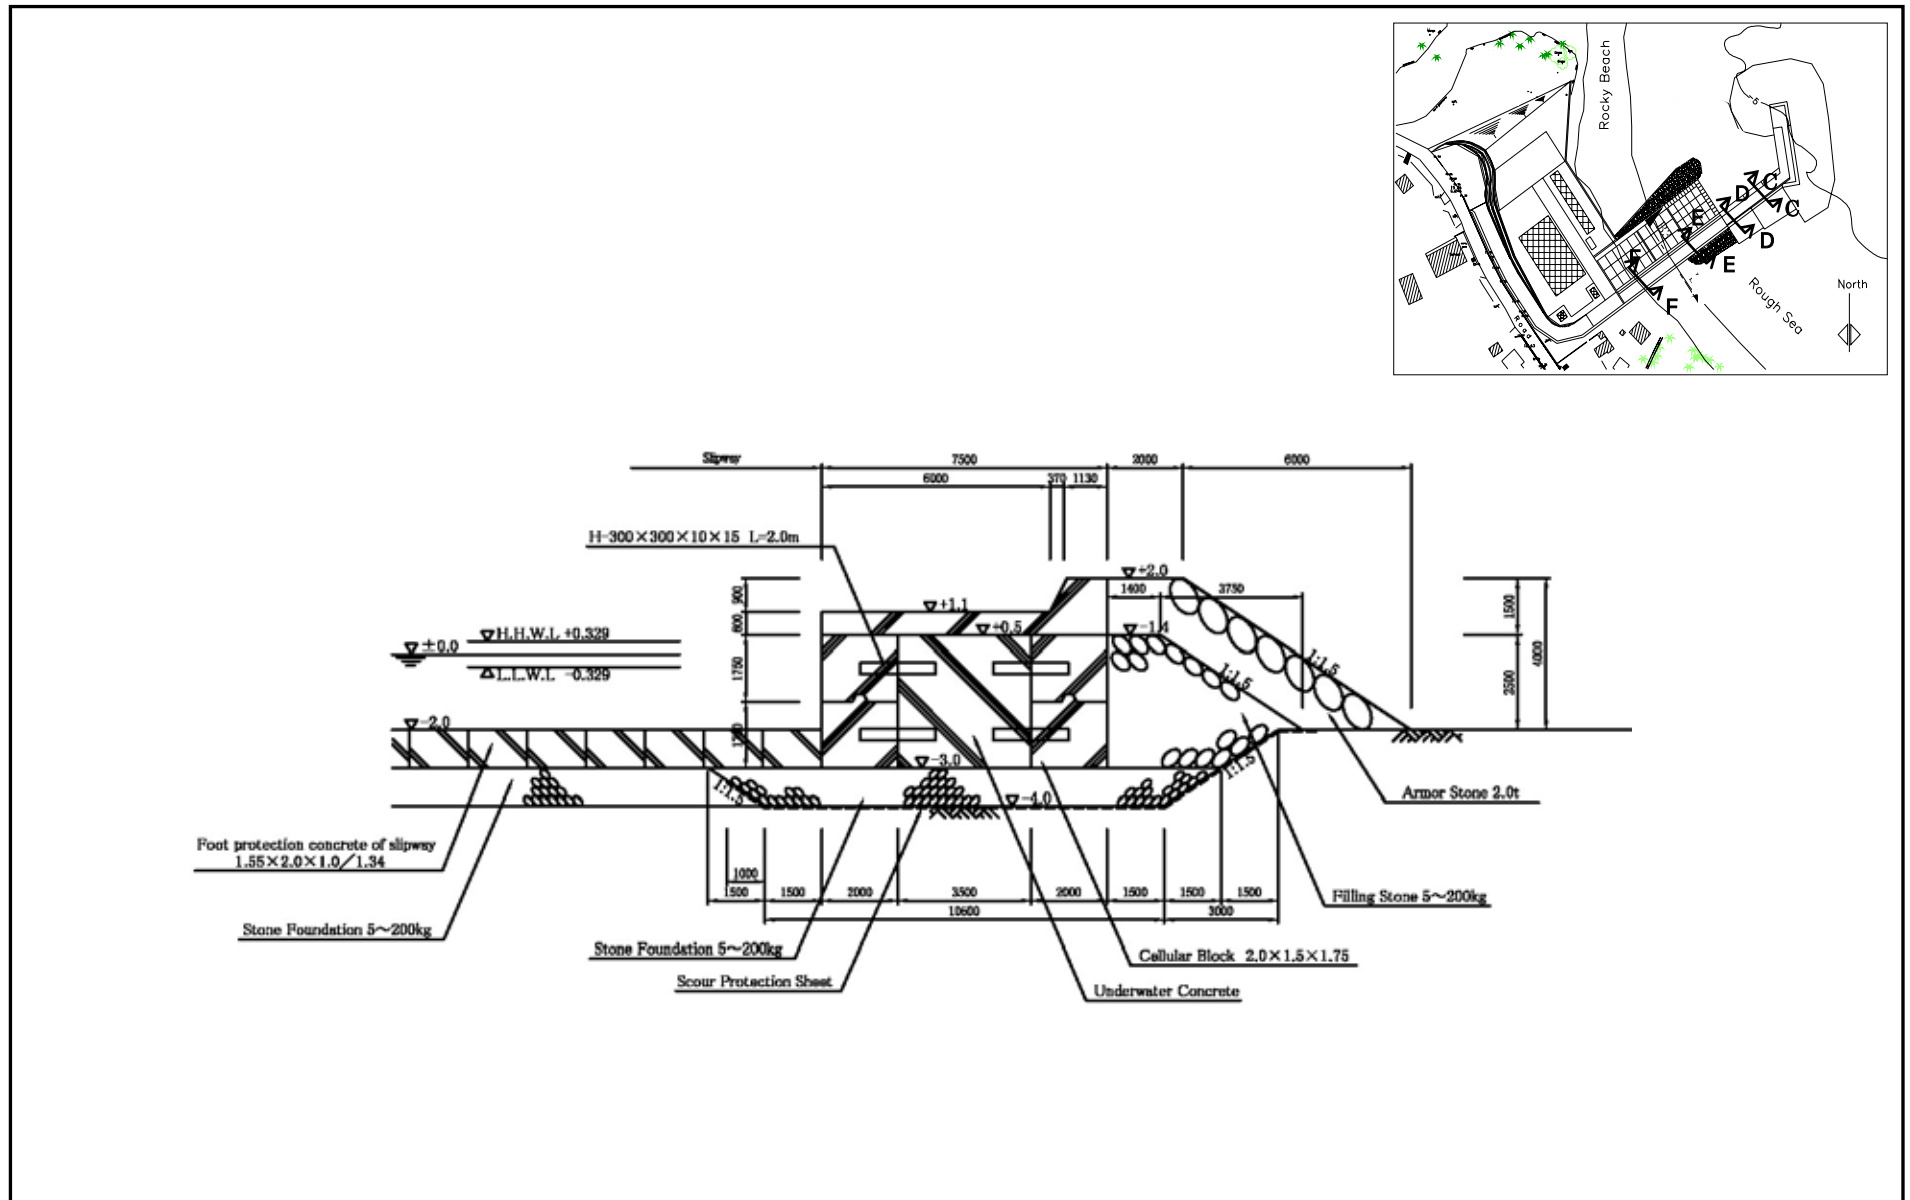 Rocky Beach
-5
C
D
C
E
D
E
F
F
Rough Sea
North
Road
Slipway
7500
2000
6000
6000
370
1130
H-300×300×10×15 L=2.0m
+2.0
1400
3750
900
+1.1
1500
600
+0.5
-1.4
H.H.W.L +0.329
±0.0
4000
1:1.5
1:1.5
1750
L.L.W.L -0.329
2500
-2.0
-3.0
1:1.5
1:1.5
-4.0
Armor Stone 2.0t
Foot protection concrete of slipway
1.55×2.0×1.0/1.34
1000
1500
1500
2000
3500
2000
1500
1500
1500
10600
3000
Filling Stone 5~200kg
Stone Foundation 5~200kg
Stone Foundation 5~200kg
Cellular Block 2.0×1.5×1.75
Scour Protection Sheet
Underwater Concrete